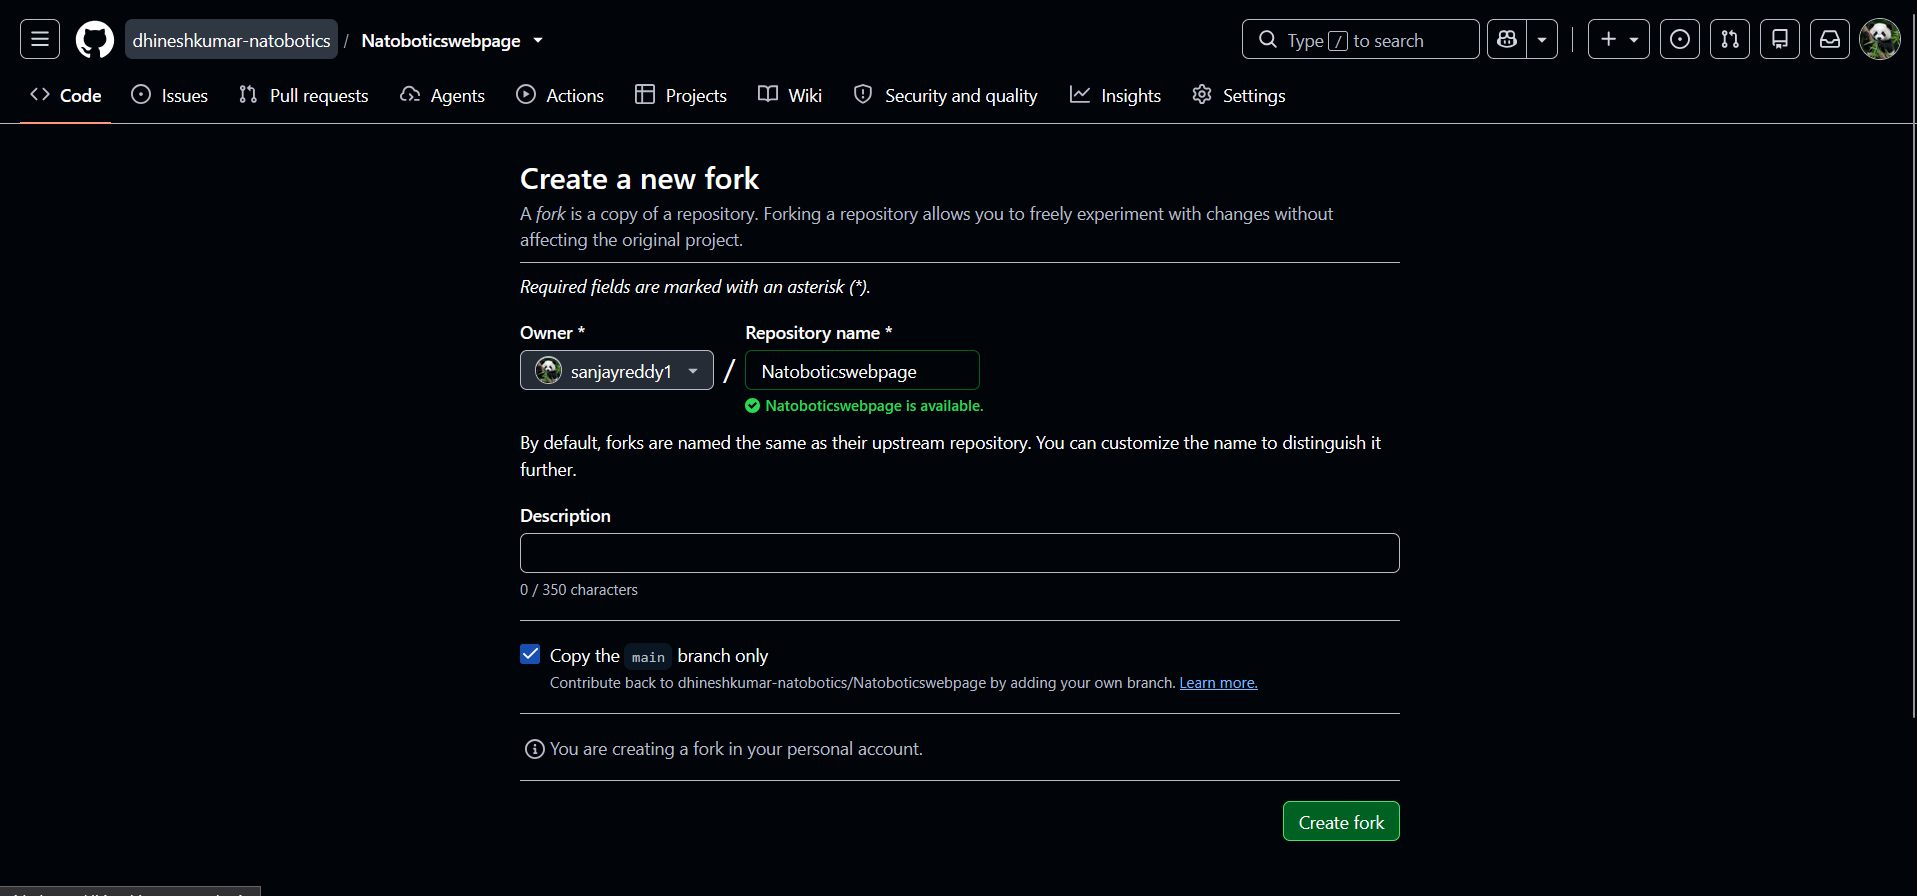 dhineshkumar-natobotics / Natoboticswebpage
Type / to search
Code Issues Pull requests Agents Actions Projects Wiki Security and quality Insights Settings
Create a new fork
A fork is a copy of a repository. Forking a repository allows you to freely experiment with changes without
affecting the original project.
Required fields are marked with an asterisk (*).
Owner * Repository name *
sanjayreddy1 / Natoboticswebpage
Natoboticswebpage is available.
By default, forks are named the same as their upstream repository. You can customize the name to distinguish it
further.
Description
0 / 350 characters
Copy the main branch only
Contribute back to dhineshkumar-natobotics/Natoboticswebpage by adding your own branch. Learn more.
You are creating a fork in your personal account.
Create fork